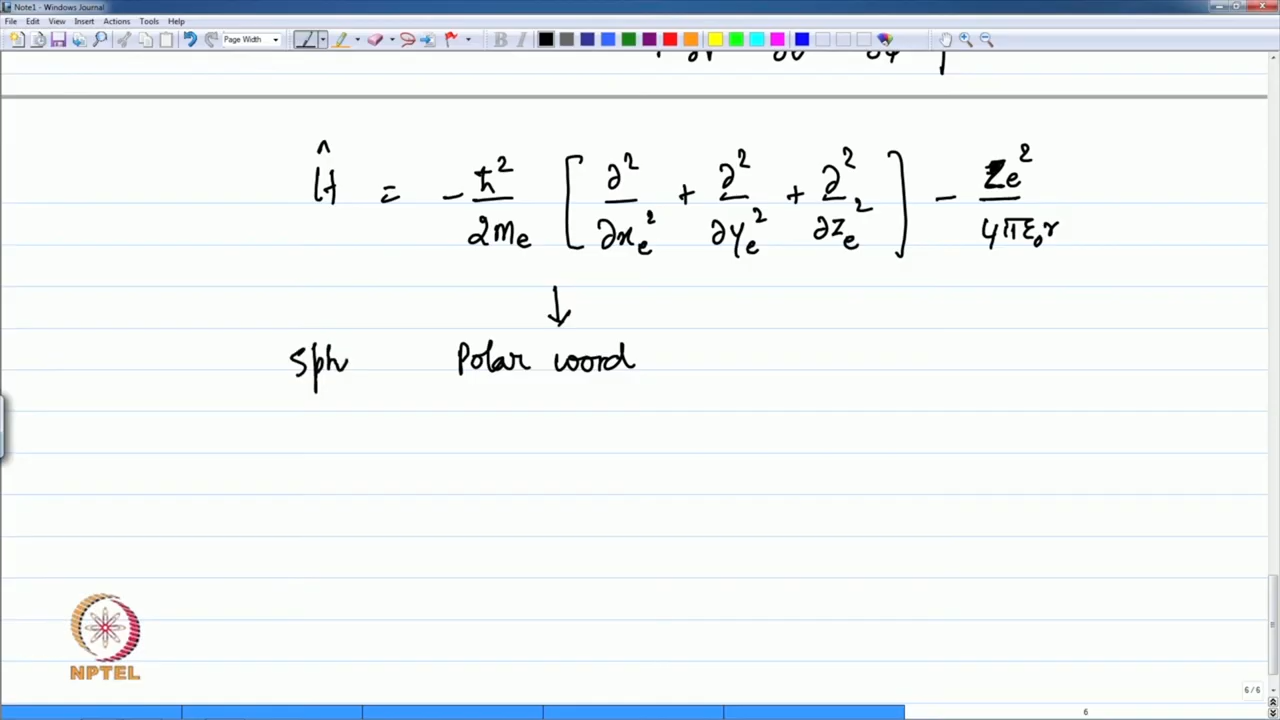 Note1 - Windows Journal
File Edit View Insert Actions Tools Help
Page Width
Ĥ = - ħ²/2mₑ [ ∂²/∂xₑ² + ∂²/∂yₑ² + ∂²/∂zₑ² ] - Ze²/4πε₀r
↓
Sph Polar coord
NPTEL
6/6
6